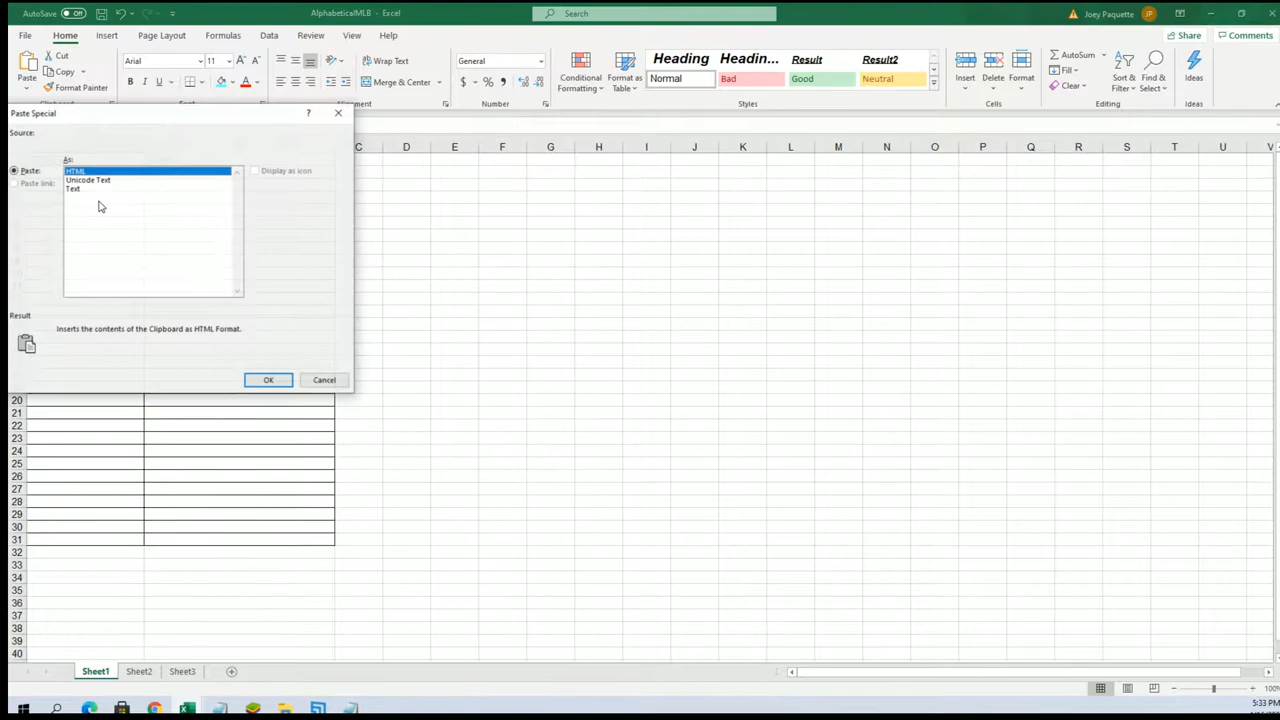 AutoSave Off AlphabeticalMLB - Excel Search Joey Paquette JP
File Home Insert Page Layout Formulas Data Review View Help Share Comments
Paste Cut Copy Format Painter
Arial 11 A A
B I U A
Wrap Text
Merge & Center
General
$ % 9
Conditional Formatting
Format as Table
Heading Headin... Result Result2
Normal Bad Good Neutral
Insert Delete Format
AutoSum
Fill
Clear
Sort & Filter
Find & Select
Ideas
Alignment Number Styles Cells Editing Ideas
Paste Special ?
Source:
As:
Paste: HTML Display as icon
Paste link: Unicode Text
Text
Result
Inserts the contents of the Clipboard as HTML Format.
OK Cancel
C D E F G H I J K L M N O P Q R S T U V
20
21
22
23
24
25
26
27
28
29
30
31
32
33
34
35
36
37
38
39
40
Sheet1 Sheet2 Sheet3
100%
5:33 PM